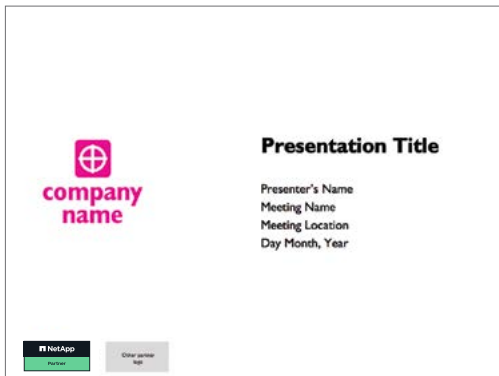 Presentation Title
company
name
Presenter's Name
Meeting Name
Meeting Location
Day Month, Year
NetApp
Partner
Other partner
logo